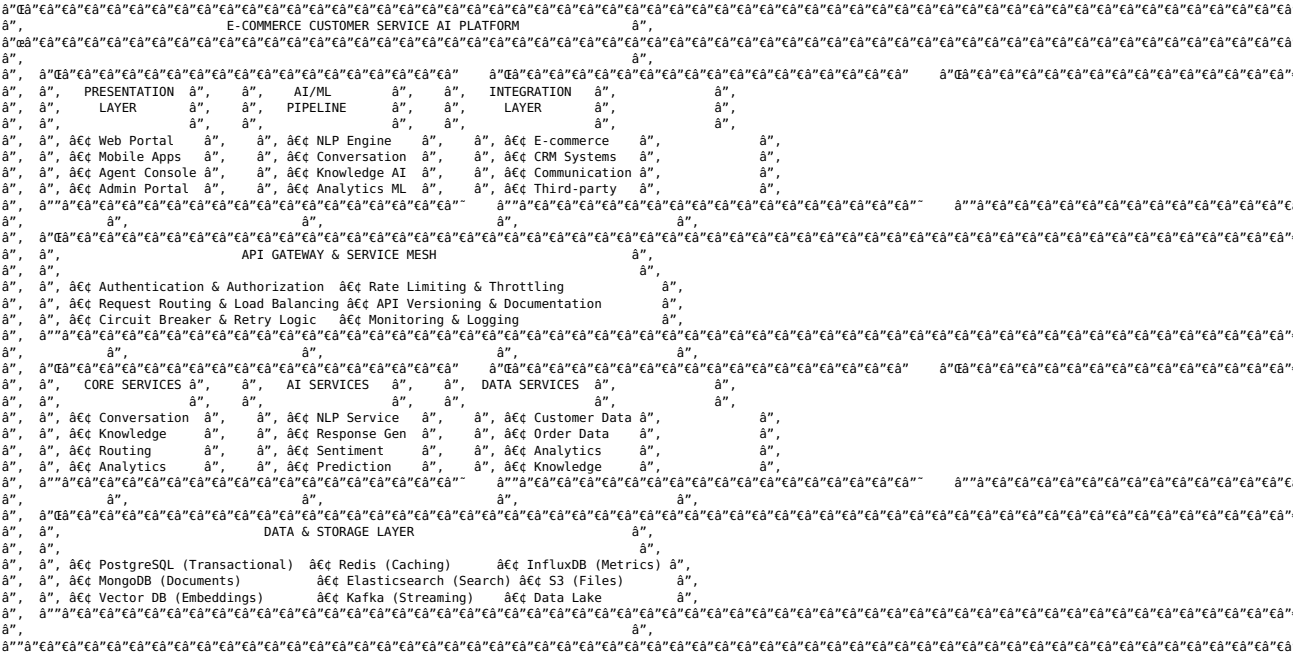 â”‚ E-COMMERCE CUSTOMER SERVICE AI PLATFORM â”‚
â”‚ â”‚
â”‚ â”‚ PRESENTATION â”‚ â”‚ AI/ML â”‚ â”‚ INTEGRATION â”‚ â”‚
â”‚ â”‚ LAYER â”‚ â”‚ PIPELINE â”‚ â”‚ LAYER â”‚ â”‚
â”‚ â”‚ â”‚ â”‚ â”‚ â”‚ â”‚ â”‚
â”‚ â”‚ â€¢ Web Portal â”‚ â”‚ â€¢ NLP Engine â”‚ â”‚ â€¢ E-commerce â”‚ â”‚
â”‚ â”‚ â€¢ Mobile Apps â”‚ â”‚ â€¢ Conversation â”‚ â”‚ â€¢ CRM Systems â”‚ â”‚
â”‚ â”‚ â€¢ Agent Console â”‚ â”‚ â€¢ Knowledge AI â”‚ â”‚ â€¢ Communication â”‚ â”‚
â”‚ â”‚ â€¢ Admin Portal â”‚ â”‚ â€¢ Analytics ML â”‚ â”‚ â€¢ Third-party â”‚ â”‚
â”‚ â”‚ â”‚ â”‚ â”‚
â”‚ â”‚ API GATEWAY & SERVICE MESH â”‚
â”‚ â”‚ â”‚
â”‚ â”‚ â€¢ Authentication & Authorization â€¢ Rate Limiting & Throttling â”‚
â”‚ â”‚ â€¢ Request Routing & Load Balancing â€¢ API Versioning & Documentation â”‚
â”‚ â”‚ â€¢ Circuit Breaker & Retry Logic â€¢ Monitoring & Logging â”‚
â”‚ â”‚ â”‚ â”‚ â”‚
â”‚ â”‚ CORE SERVICES â”‚ â”‚ AI SERVICES â”‚ â”‚ DATA SERVICES â”‚ â”‚
â”‚ â”‚ â”‚ â”‚ â”‚ â”‚ â”‚ â”‚
â”‚ â”‚ â€¢ Conversation â”‚ â”‚ â€¢ NLP Service â”‚ â”‚ â€¢ Customer Data â”‚ â”‚
â”‚ â”‚ â€¢ Knowledge â”‚ â”‚ â€¢ Response Gen â”‚ â”‚ â€¢ Order Data â”‚ â”‚
â”‚ â”‚ â€¢ Routing â”‚ â”‚ â€¢ Sentiment â”‚ â”‚ â€¢ Analytics â”‚ â”‚
â”‚ â”‚ â€¢ Analytics â”‚ â”‚ â€¢ Prediction â”‚ â”‚ â€¢ Knowledge â”‚ â”‚
â”‚ â”‚ â”‚ â”‚ â”‚
â”‚ â”‚ DATA & STORAGE LAYER â”‚
â”‚ â”‚ â”‚
â”‚ â”‚ â€¢ PostgreSQL (Transactional) â€¢ Redis (Caching) â€¢ InfluxDB (Metrics) â”‚
â”‚ â”‚ â€¢ MongoDB (Documents) â€¢ Elasticsearch (Search) â€¢ S3 (Files) â”‚
â”‚ â”‚ â€¢ Vector DB (Embeddings) â€¢ Kafka (Streaming) â€¢ Data Lake â”‚
â”‚ â”‚